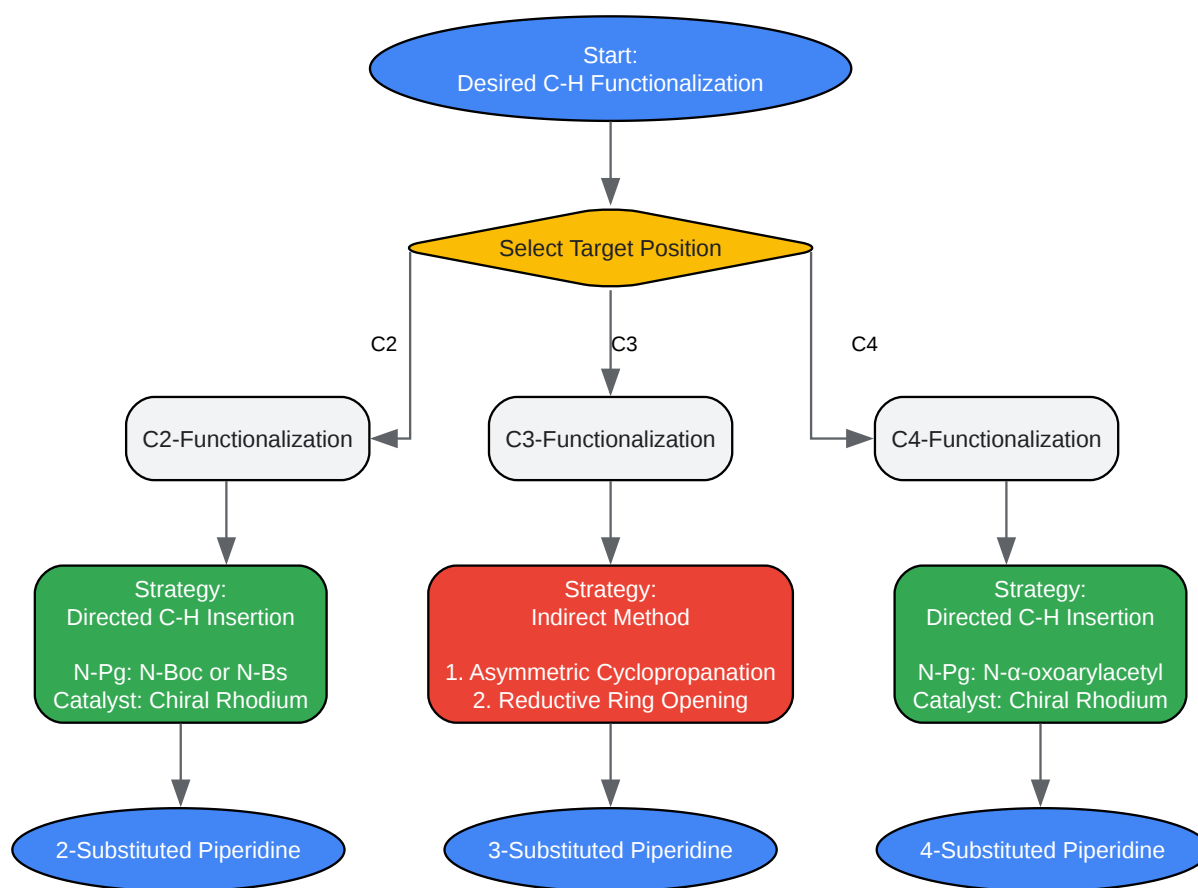 Start:
Desired C-H Functionalization
Select Target Position
C2
C3
C4
C2-Functionalization
C3-Functionalization
C4-Functionalization
Strategy:
Directed C-H Insertion
N-Pg: N-Boc or N-Bs
Catalyst: Chiral Rhodium
Strategy:
Indirect Method
1. Asymmetric Cyclopropanation
2. Reductive Ring Opening
Strategy:
Directed C-H Insertion
N-Pg: N-α-oxoarylacetyl
Catalyst: Chiral Rhodium
2-Substituted Piperidine
3-Substituted Piperidine
4-Substituted Piperidine